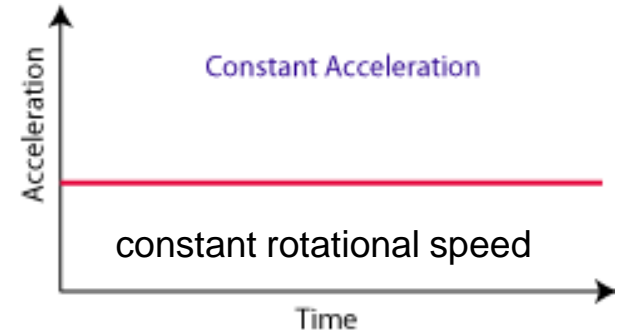 Constant Acceleration
Acceleration
constant rotational speed
Time